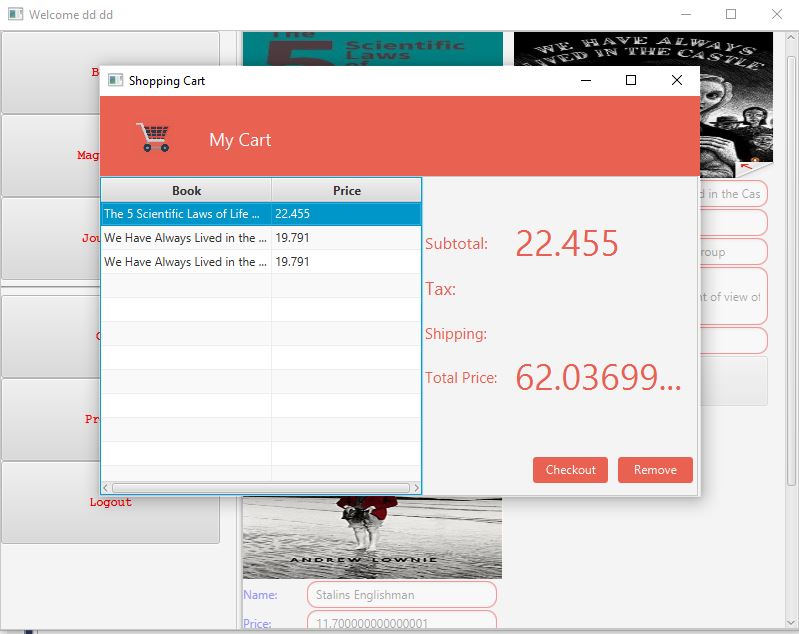 Welcome dd dd
The
5 Scientific
Laws
of
WE HAVE ALWAYS
LIVED IN THE CASTLE
Shopping Cart
My Cart
Book Price
The 5 Scientific Laws of Life ... 22.455
We Have Always Lived in the ... 19.791
We Have Always Lived in the ... 19.791
Subtotal: 22.455
Tax:
Shipping:
Total Price: 62.03699...
Checkout Remove
B
Mag
Jou
Pr
Logout
d in the Cas
roup
nt of view of
ANDREW LOWNIE
Name: Stalins Englishman
Price: 11.700000000000001